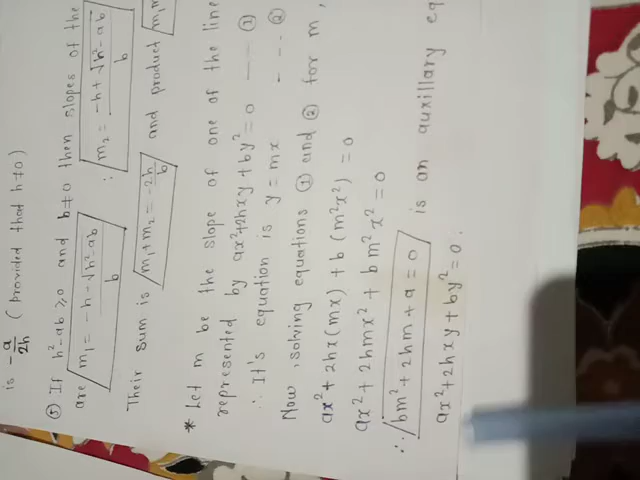 is -a/2h (provided that h≠0)
⑤ If h²-ab ≥ 0 and b≠0 then slopes of the
are m₁ = -h-√h²-ab / b ; m₂ = -h+√h²-ab / b
Their sum is m₁+m₂ = -2h/b and product
* Let m be the slope of one of the line
represented by ax²+2hxy+by²=0 --- ①
∴ It's equation is y=mx --- ②
Now, solving equations ① and ② for m,
ax²+2hx(mx)+b(m²x²)=0
ax²+2hmx²+bm²x²=0
∴ bm²+2hm+a=0 is an auxillary eq
ax²+2hxy+by²=0.